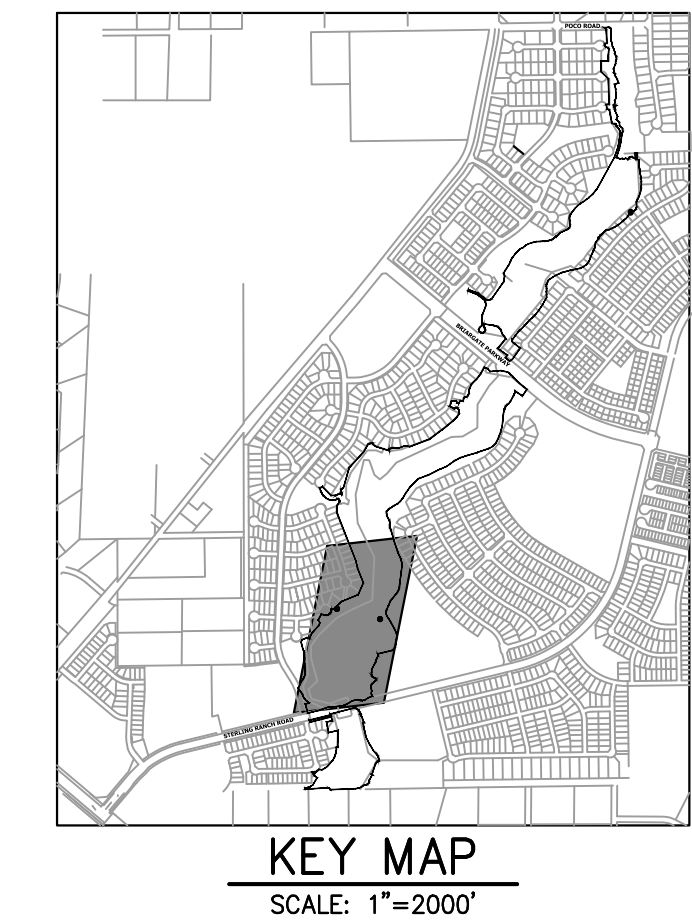 POCO ROAD
BRIARGATE PARKWAY
STERLING RANCH ROAD
KEY MAP
SCALE: 1"=2000'